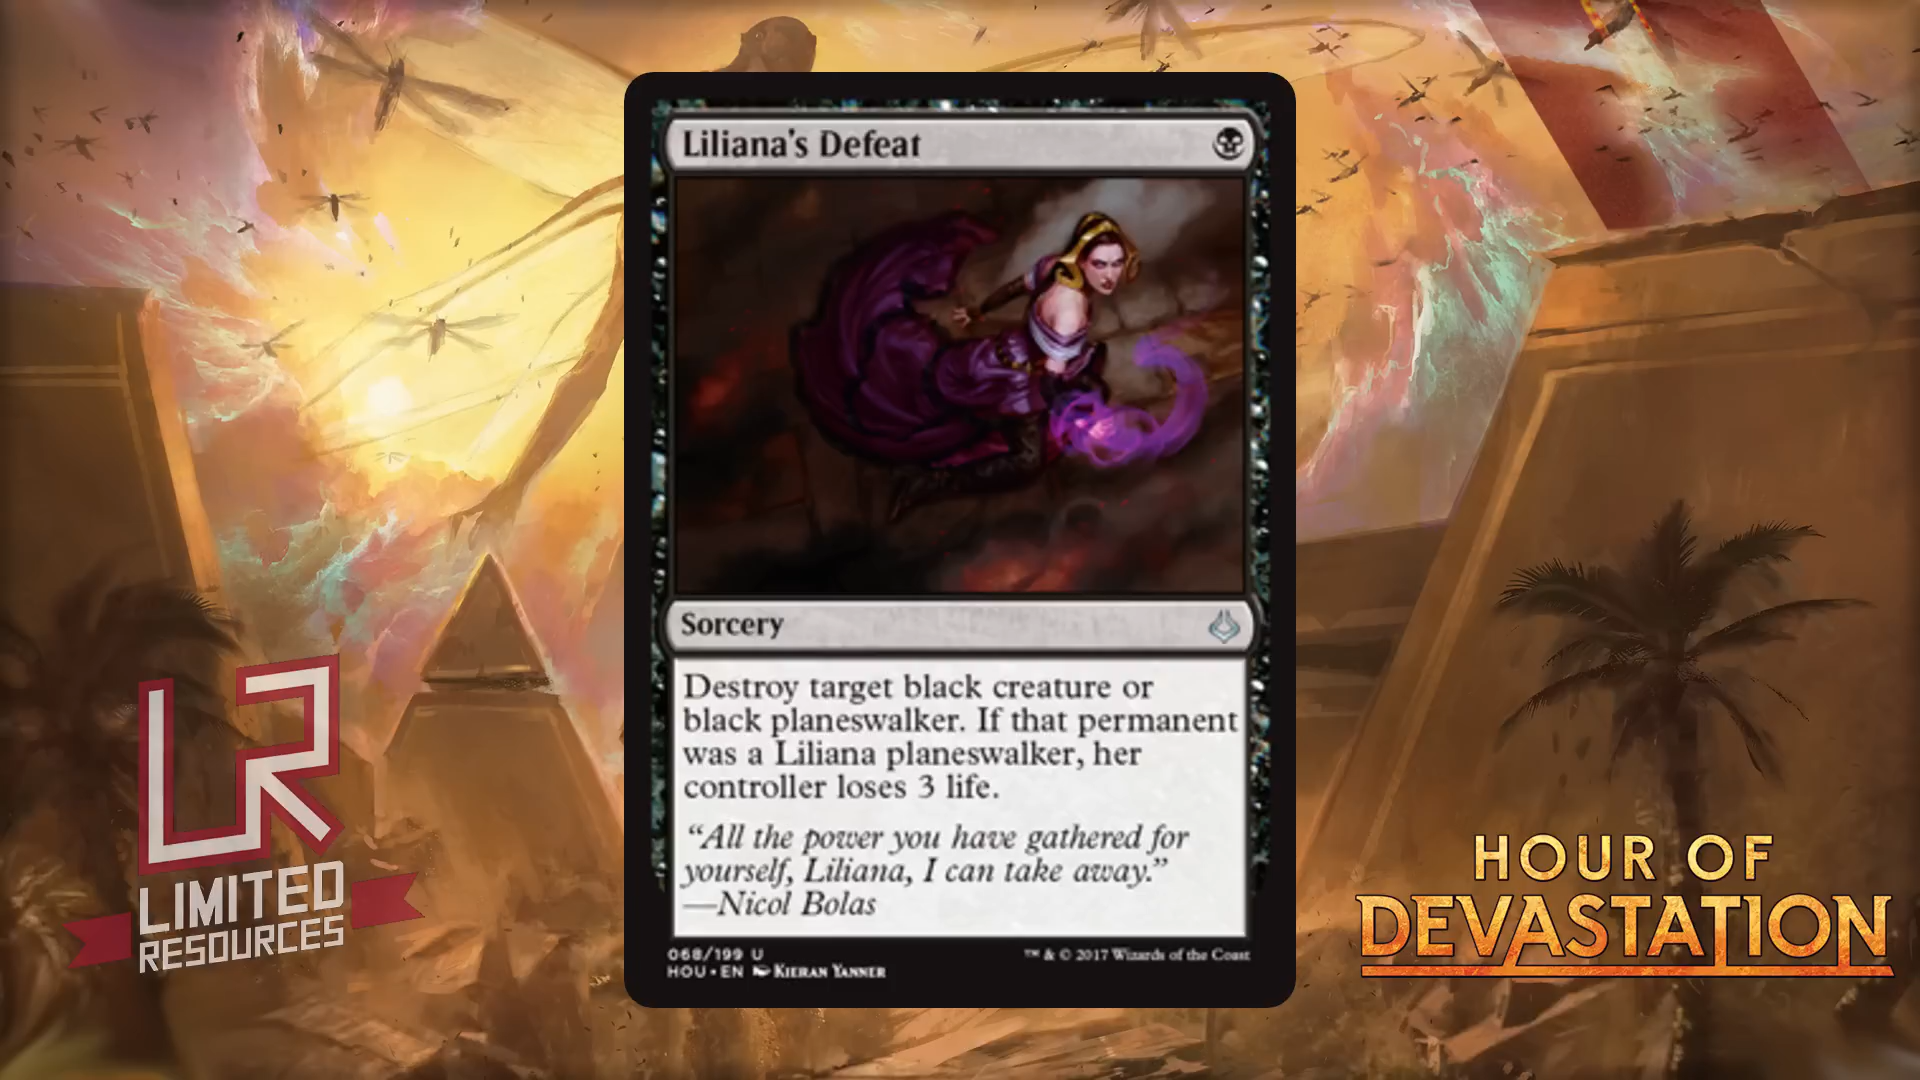 Liliana's Defeat
Sorcery
Destroy target black creature or
black planeswalker. If that permanent
was a Liliana planeswalker, her
controller loses 3 life.
“All the power you have gathered for
yourself, Liliana, I can take away.”
—Nicol Bolas
068/199 U
™ & © 2017 Wizards of the Coast
HOU • EN KIERAN YANNER
LR
LIMITED
RESOURCES
HOUR OF
DEVASTATION